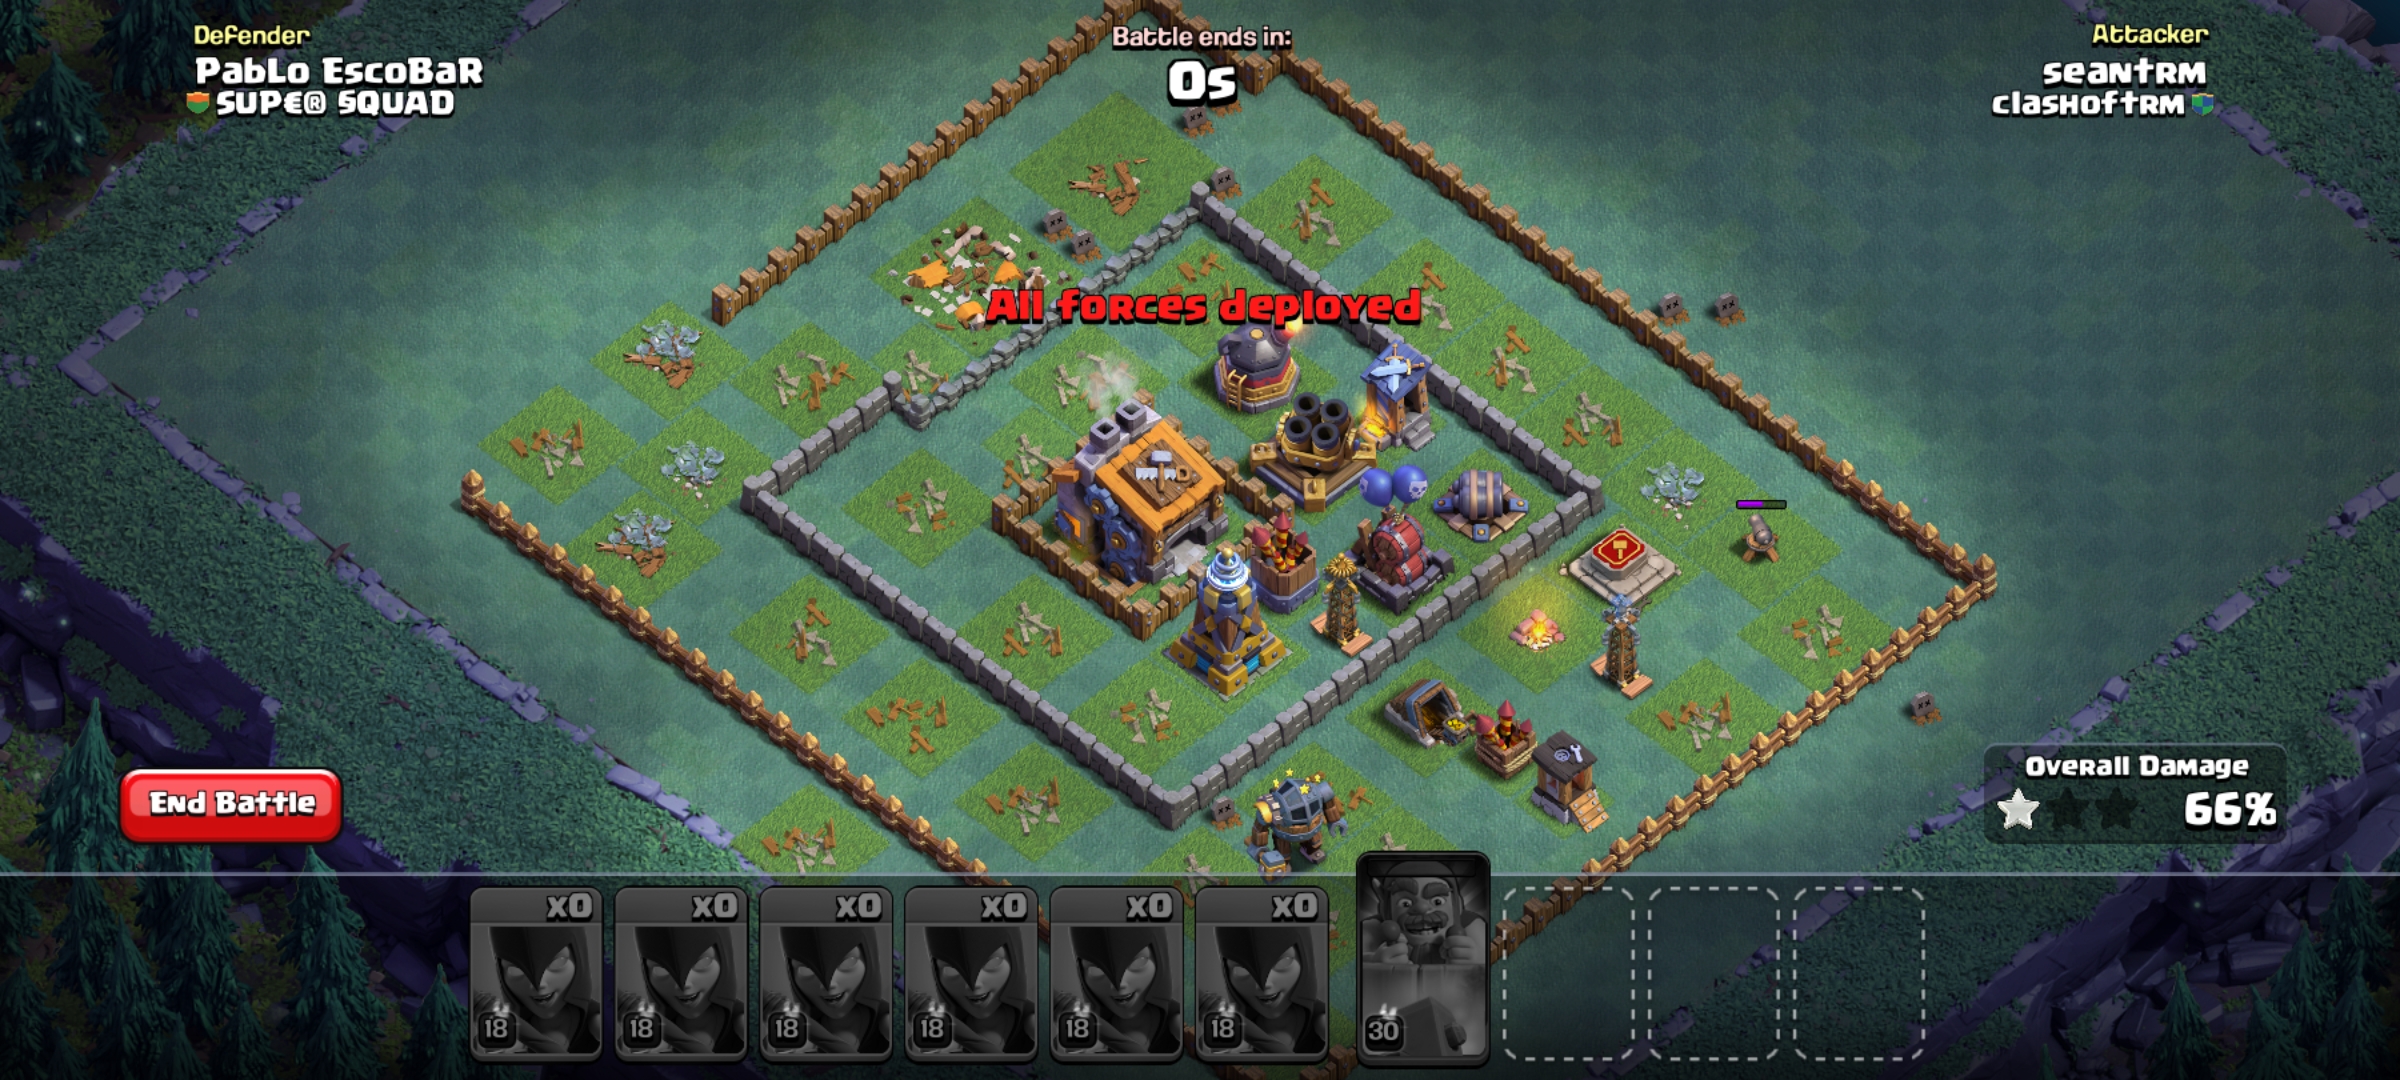 Defender
PabLo EscoBaR
SUP€® SQUAD
Battle ends in:
0s
Attacker
seantRM
clashoftRM
All forces deployed
End Battle
Overall Damage
66%
x0
x0
x0
x0
x0
x0
18
18
18
18
18
18
30